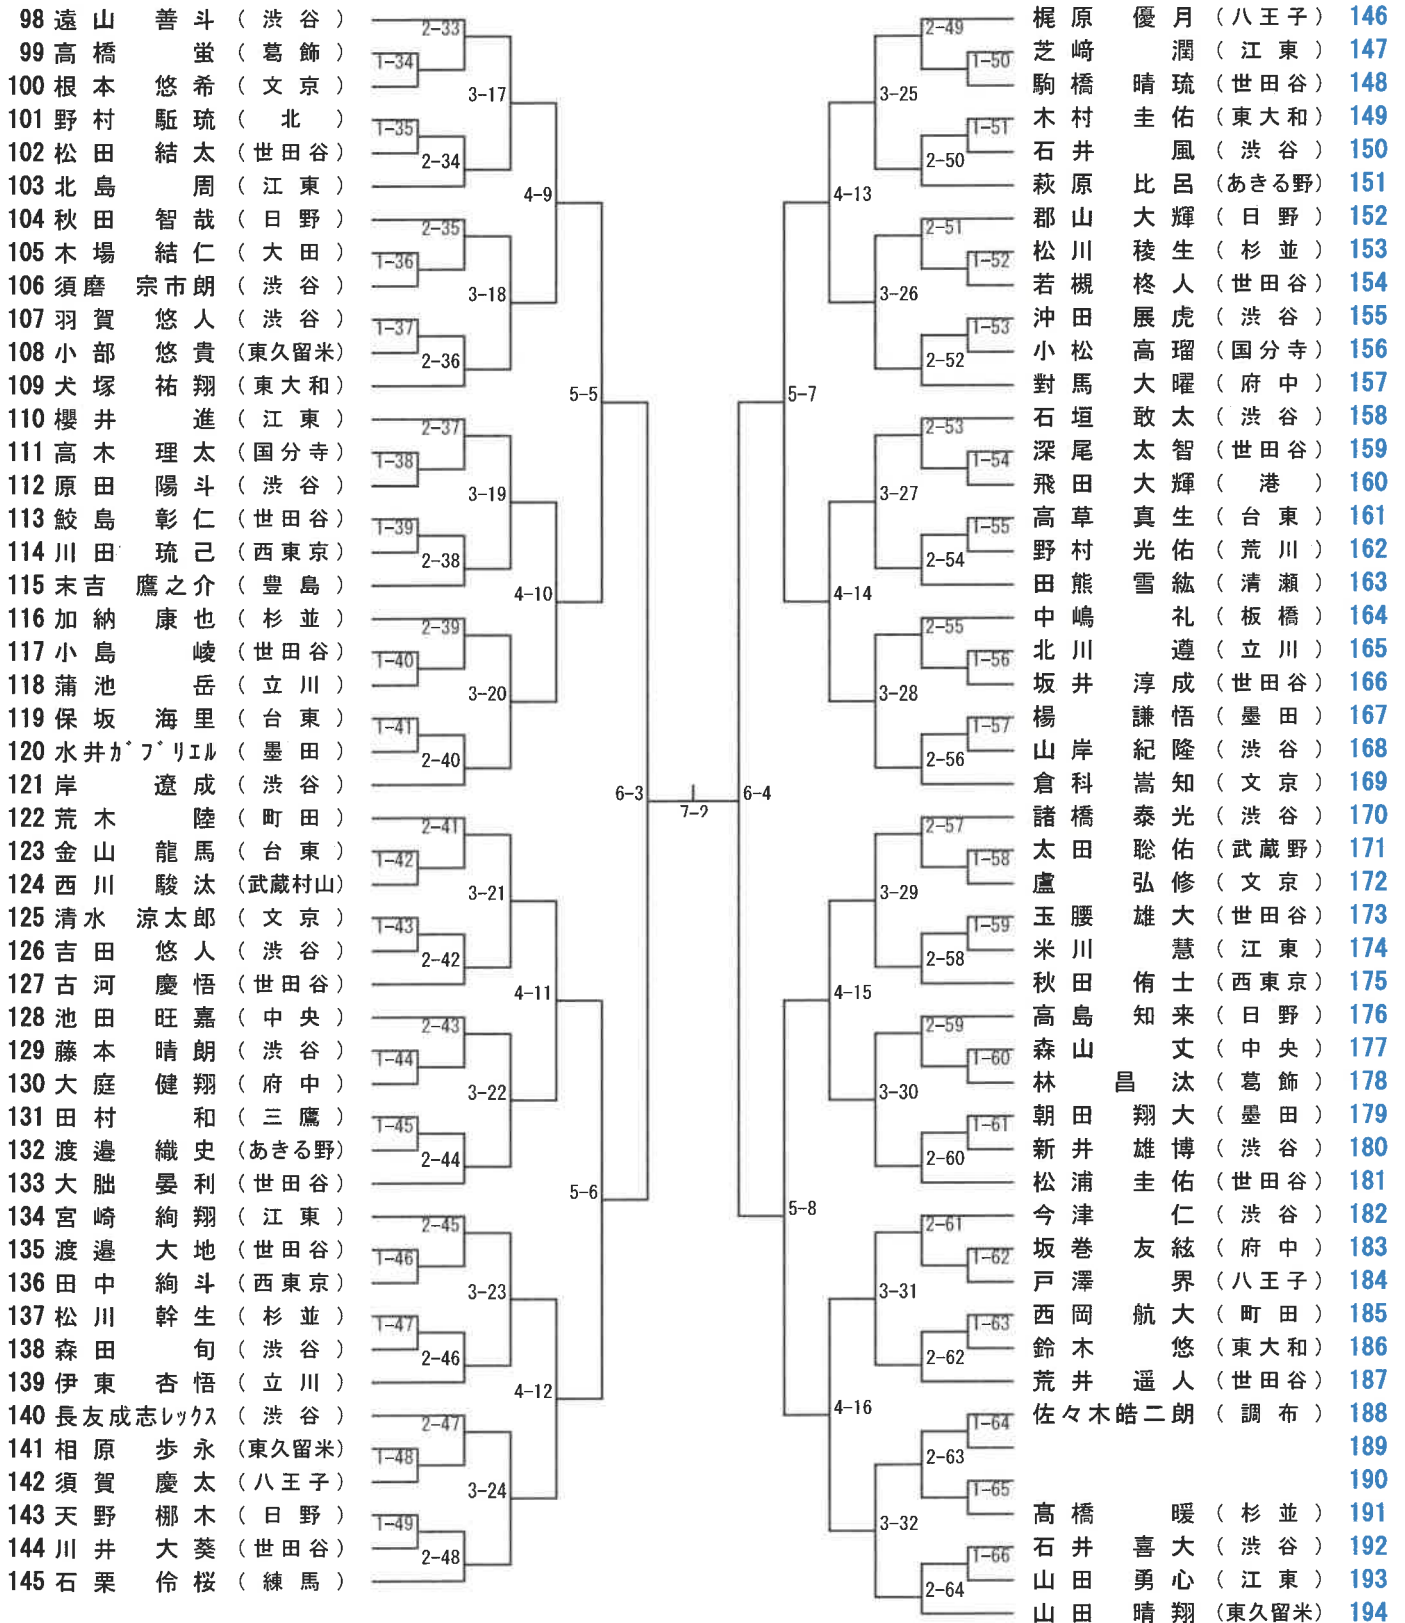 98 遠山 善斗 (渋谷)
99 高橋 蛍 (葛飾)
100 根本 悠希 (文京)
101 野村 駈琉 (北)
102 松田 結太 (世田谷)
103 北島 周 (江東)
104 秋田 智哉 (日野)
105 木場 結仁 (大田)
106 須磨 宗市朗 (渋谷)
107 羽賀 悠人 (渋谷)
108 小部 悠貴 (東久留米)
109 犬塚 祐翔 (東大和)
110 櫻井 進 (江東)
111 高木 理太 (国分寺)
112 原田 陽斗 (渋谷)
113 鮫島 彰仁 (世田谷)
114 川田 琉己 (西東京)
115 末吉 鷹之介 (豊島)
116 加納 康也 (杉並)
117 小島 崚 (世田谷)
118 蒲池 岳 (立川)
119 保坂 海里 (台東)
120 水井ガブリエル (墨田)
121 岸 遼成 (渋谷)
122 荒木 陸 (町田)
123 金山 龍馬 (台東)
124 西川 駿汰 (武蔵村山)
125 清水 涼太郎 (文京)
126 吉田 悠人 (渋谷)
127 古河 慶悟 (世田谷)
128 池田 旺嘉 (中央)
129 藤本 晴朗 (渋谷)
130 大庭 健翔 (府中)
131 田村 和 (三鷹)
132 渡邉 織史 (あきる野)
133 大朏 晏利 (世田谷)
134 宮崎 絢翔 (江東)
135 渡邉 大地 (世田谷)
136 田中 絢斗 (西東京)
137 松川 幹生 (杉並)
138 森田 旬 (渋谷)
139 伊東 杏悟 (立川)
140 長友成志レックス (渋谷)
141 相原 歩永 (東久留米)
142 須賀 慶太 (八王子)
143 天野 梛木 (日野)
144 川井 大葵 (世田谷)
145 石栗 伶桜 (練馬)
2-33
1-34
3-17
1-35
2-34
4-9
2-35
1-36
3-18
1-37
2-36
5-5
2-37
1-38
3-19
1-39
2-38
4-10
2-39
1-40
3-20
1-41
2-40
6-3
2-41
1-42
3-21
1-43
2-42
4-11
2-43
1-44
3-22
1-45
2-44
5-6
2-45
1-46
3-23
1-47
2-46
4-12
2-47
1-48
3-24
1-49
2-48
7-2
2-49
1-50
3-25
1-51
2-50
4-13
2-51
1-52
3-26
1-53
2-52
5-7
2-53
1-54
3-27
1-55
2-54
4-14
2-55
1-56
3-28
1-57
2-56
6-4
2-57
1-58
3-29
1-59
2-58
4-15
2-59
1-60
3-30
1-61
2-60
5-8
2-61
1-62
3-31
1-63
2-62
4-16
1-64
2-63
1-65
3-32
1-66
2-64
梶原 優月 (八王子) 146
芝﨑 潤 (江東) 147
駒橋 晴琉 (世田谷) 148
木村 圭佑 (東大和) 149
石井 風 (渋谷) 150
萩原 比呂 (あきる野) 151
郡山 大輝 (日野) 152
松川 稜生 (杉並) 153
若槻 柊人 (世田谷) 154
沖田 展虎 (渋谷) 155
小松 高瑠 (国分寺) 156
對馬 大曜 (府中) 157
石垣 敢太 (渋谷) 158
深尾 太智 (世田谷) 159
飛田 大輝 (港) 160
高草 真生 (台東) 161
野村 光佑 (荒川) 162
田熊 雪紘 (清瀬) 163
中嶋 礼 (板橋) 164
北川 遵 (立川) 165
坂井 淳成 (世田谷) 166
楊 謙悟 (墨田) 167
山岸 紀隆 (渋谷) 168
倉科 嵩知 (文京) 169
諸橋 泰光 (渋谷) 170
太田 聡佑 (武蔵野) 171
盧 弘修 (文京) 172
玉腰 雄大 (世田谷) 173
米川 慧 (江東) 174
秋田 侑士 (西東京) 175
高島 知来 (日野) 176
森山 丈 (中央) 177
林 昌汰 (葛飾) 178
朝田 翔大 (墨田) 179
新井 雄博 (渋谷) 180
松浦 圭佑 (世田谷) 181
今津 仁 (渋谷) 182
坂巻 友絃 (府中) 183
戸澤 界 (八王子) 184
西岡 航大 (町田) 185
鈴木 悠 (東大和) 186
荒井 遥人 (世田谷) 187
佐々木皓二朗 (調布) 188
189
190
髙橋 暖 (杉並) 191
石井 喜大 (渋谷) 192
山田 勇心 (江東) 193
山田 晴翔 (東久留米) 194